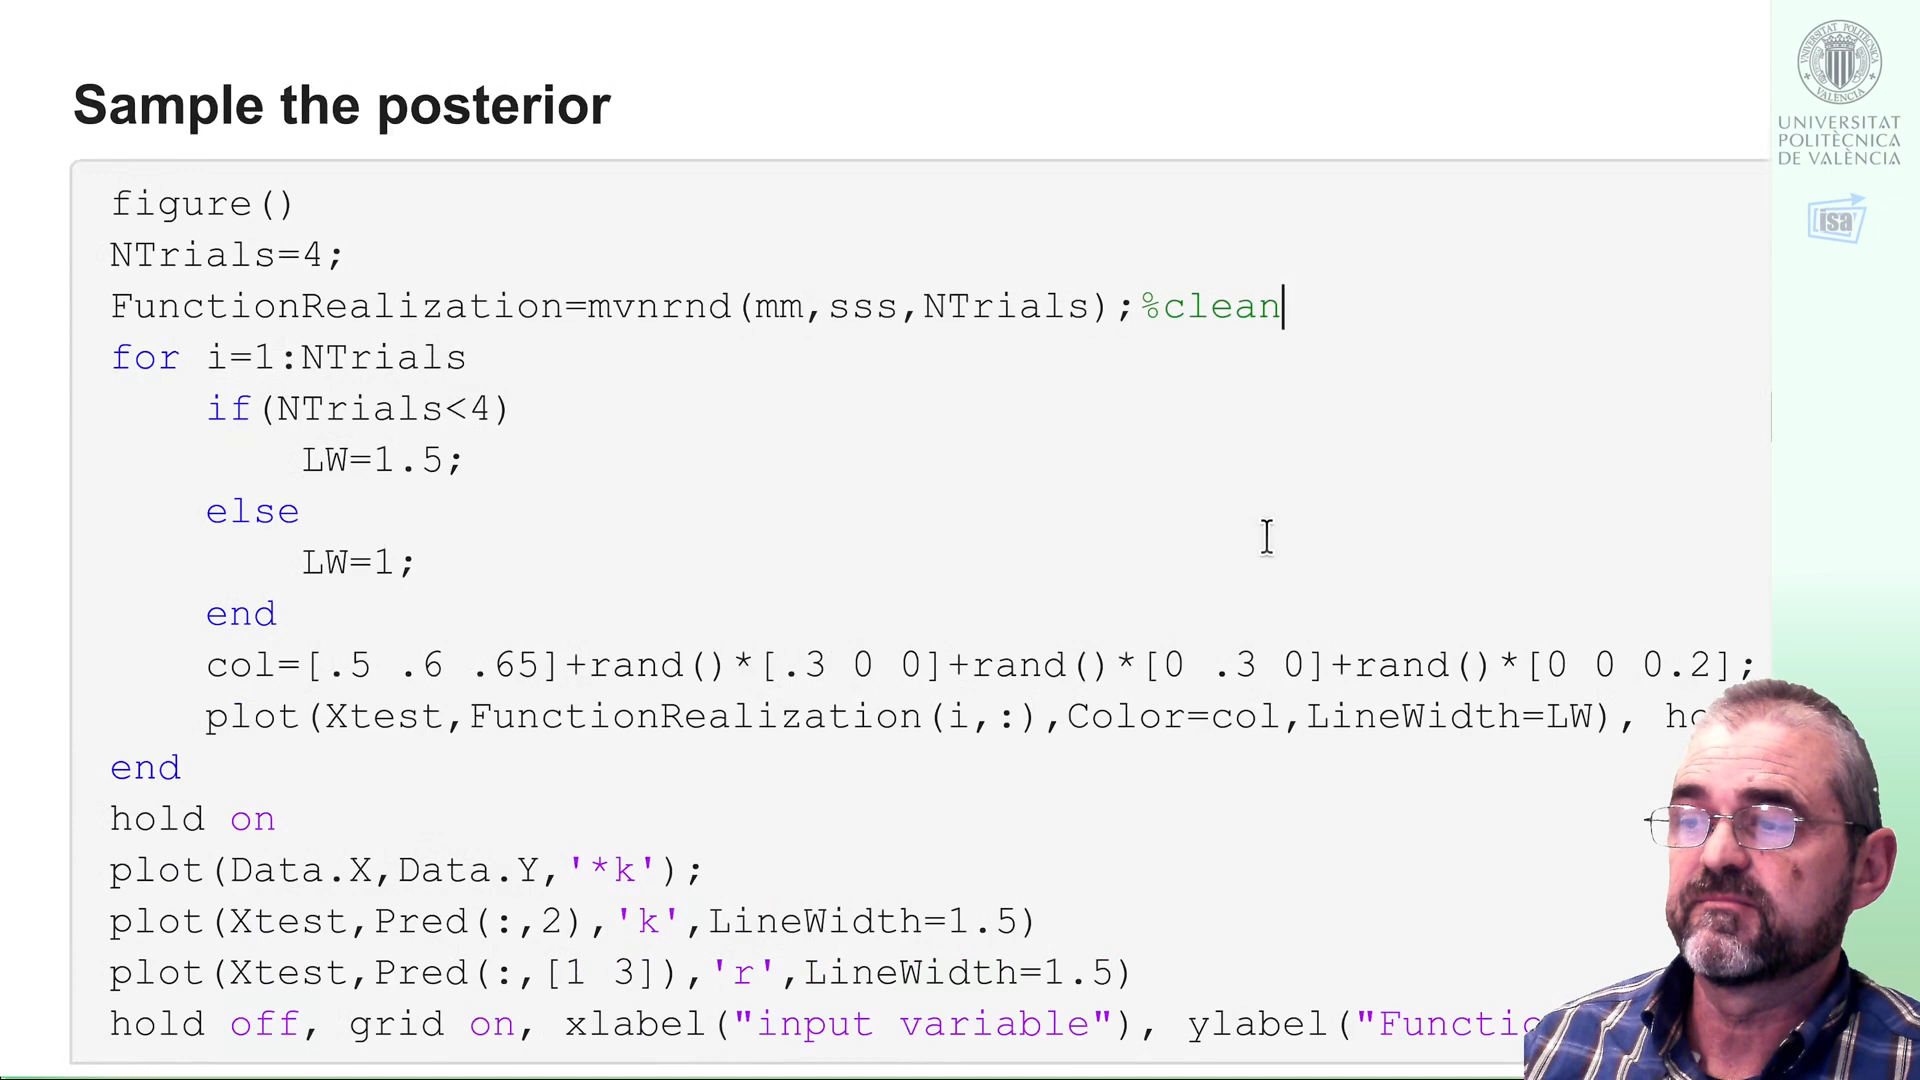 Sample the posterior
figure()
NTrials=4;
FunctionRealization=mvnrnd(mm,sss,NTrials);%clean
for i=1:NTrials
if(NTrials<4)
LW=1.5;
else
LW=1;
end
col=[.5 .6 .65]+rand()*[.3 0 0]+rand()*[0 .3 0]+rand()*[0 0 0.2];
plot(Xtest,FunctionRealization(i,:),Color=col,LineWidth=LW),
end
hold on
plot(Data.X,Data.Y,'*k');
plot(Xtest,Pred(:,2),'k',LineWidth=1.5)
plot(Xtest,Pred(:,[1 3]),'r',LineWidth=1.5)
hold off, grid on, xlabel("input variable"), ylabel("
UNIVERSITAT
POLITÈCNICA
DE VALÈNCIA
isa